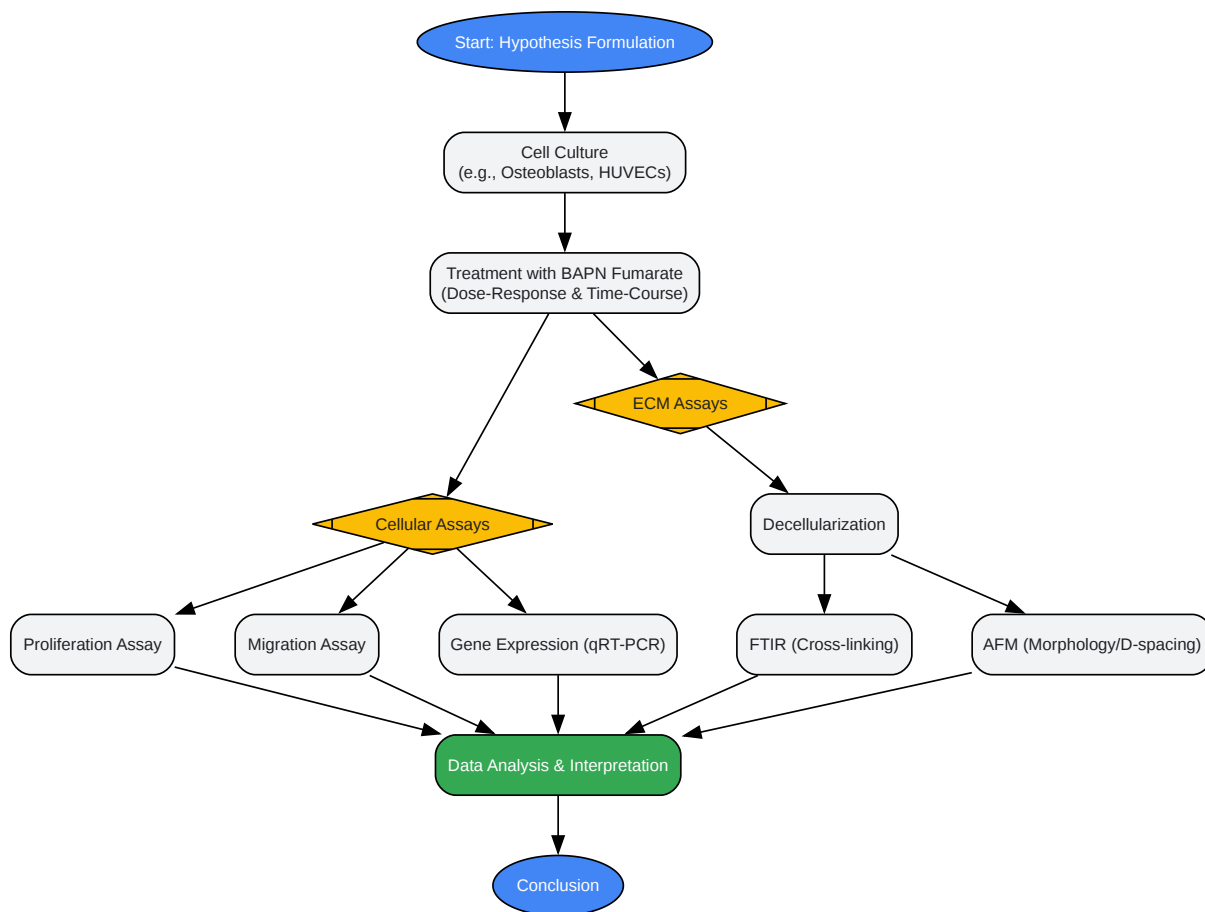 Start: Hypothesis Formulation
Cell Culture
(e.g., Osteoblasts, HUVECs)
Treatment with BAPN Fumarate
(Dose-Response & Time-Course)
ECM Assays
Cellular Assays
Decellularization
Proliferation Assay
Migration Assay
Gene Expression (qRT-PCR)
FTIR (Cross-linking)
AFM (Morphology/D-spacing)
Data Analysis & Interpretation
Conclusion